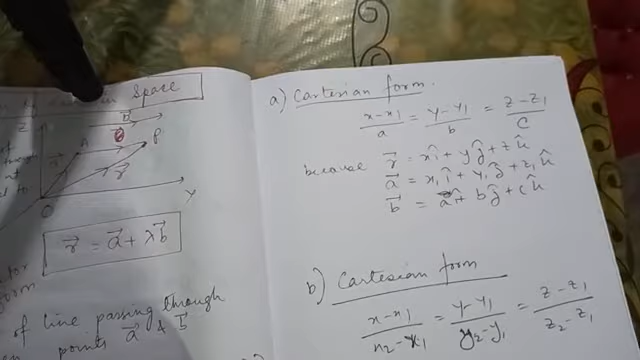 Space
Z
b
A
P
r
Y
O
r⃗ = a⃗ + λb⃗
of line passing through
points a⃗ & b⃗
a) Cartesian form.
(x-x₁)/a = (y-y₁)/b = (z-z₁)/c
because r⃗ = xî + yĵ + zk̂
a⃗ = x₁î + y₁ĵ + z₁k̂
b⃗ = aî + bĵ + ck̂
b) Cartesian form
(x-x₁)/(x₂-x₁) = (y-y₁)/(y₂-y₁) = (z-z₁)/(z₂-z₁)